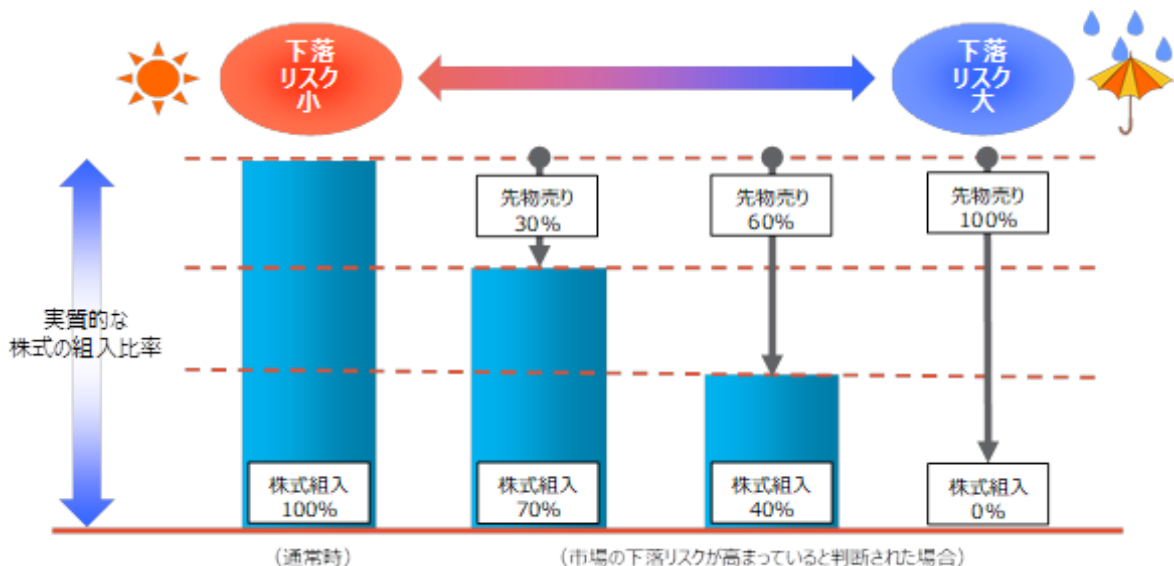 下落
リスク
小
下落
リスク
大
先物売り
30%
先物売り
60%
先物売り
100%
実質的な
株式の組入比率
株式組入
100%
株式組入
70%
株式組入
40%
株式組入
0%
（通常時）
（市場の下落リスクが高まっていると判断された場合）